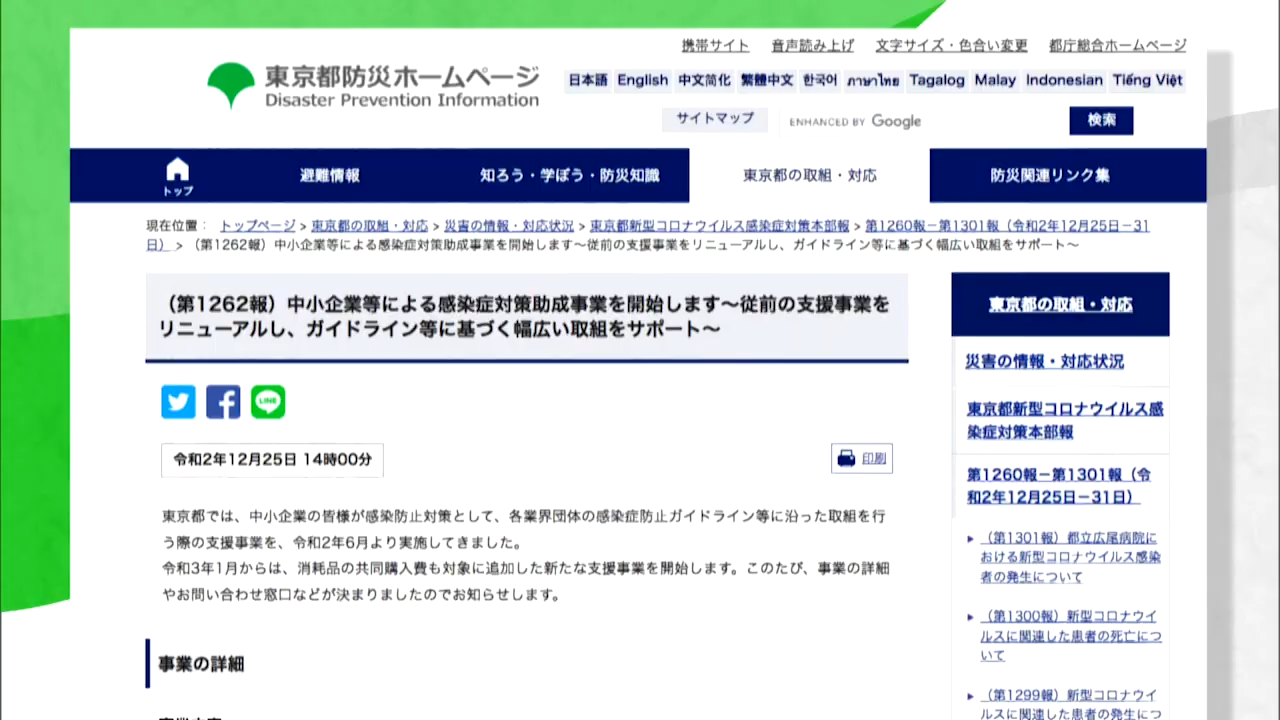 携帯サイト 音声読み上げ 文字サイズ・色合い変更 都庁総合ホームページ
東京都防災ホームページ
Disaster Prevention Information
日本語 English 中文简化 繁體中文 한국어 ภาษาไทย Tagalog Malay Indonesian Tiếng Việt
サイトマップ ENHANCED BY Google 検索
トップ 避難情報 知ろう・学ぼう・防災知識 東京都の取組・対応 防災関連リンク集
現在位置： トップページ > 東京都の取組・対応 > 災害の情報・対応状況 > 東京都新型コロナウイルス感染症対策本部報 > 第1260報－第1301報（令和2年12月25日－31
日） > （第1262報）中小企業等による感染症対策助成事業を開始します～従前の支援事業をリニューアルし、ガイドライン等に基づく幅広い取組をサポート～
（第1262報）中小企業等による感染症対策助成事業を開始します～従前の支援事業を
リニューアルし、ガイドライン等に基づく幅広い取組をサポート～
LINE
令和2年12月25日 14時00分
印刷
東京都では、中小企業の皆様が感染防止対策として、各業界団体の感染症防止ガイドライン等に沿った取組を行
う際の支援事業を、令和2年6月より実施してきました。
令和3年1月からは、消耗品の共同購入費も対象に追加した新たな支援事業を開始します。このたび、事業の詳細
やお問い合わせ窓口などが決まりましたのでお知らせします。
事業の詳細
東京都の取組・対応
災害の情報・対応状況
東京都新型コロナウイルス感
染症対策本部報
第1260報－第1301報（令
和2年12月25日－31日）
（第1301報）都立広尾病院に
おける新型コロナウイルス感染
者の発生について
（第1300報）新型コロナウイ
ルスに関連した患者の死亡につ
いて
（第1299報）新型コロナウイ
ルスに関連した患者の発生につ